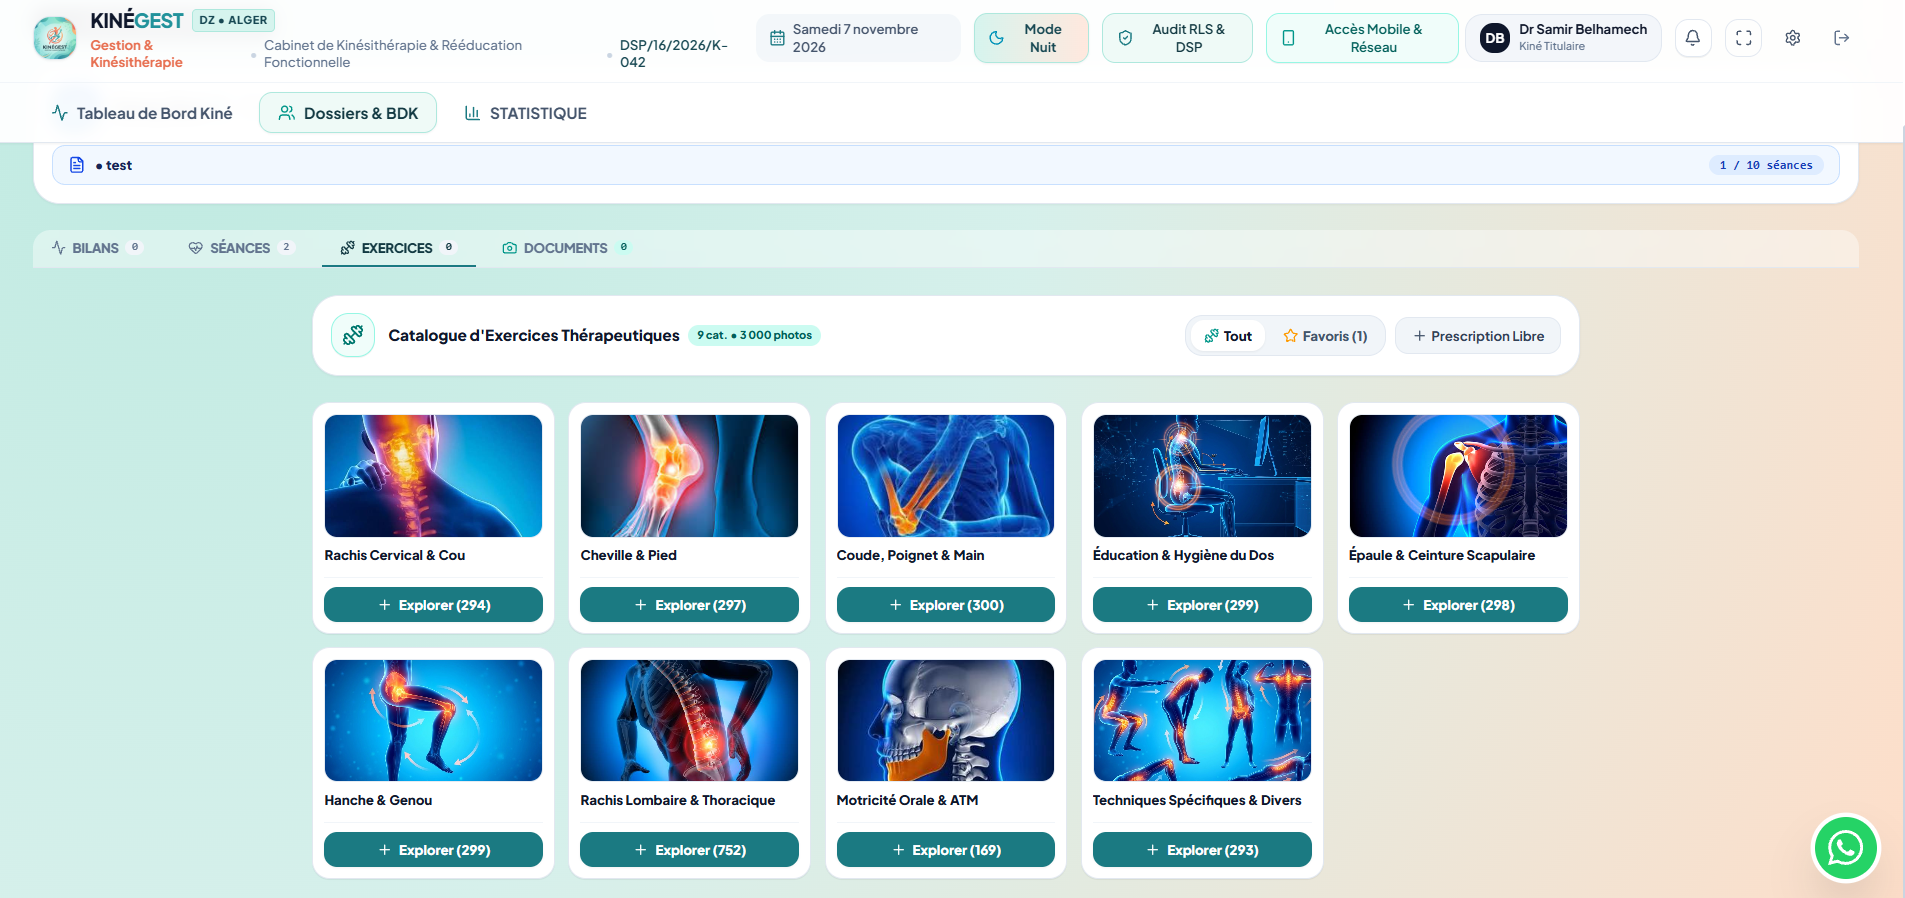 KINÉGEST
DZ • ALGER
Gestion &
Kinésithérapie
• Cabinet de Kinésithérapie & Rééducation
Fonctionnelle
• DSP/16/2026/K-
042
Samedi 7 novembre
2026
Mode
Nuit
Audit RLS &
DSP
Accès Mobile &
Réseau
DB
Dr Samir Belhamech
Kiné Titulaire
Tableau de Bord Kiné
Dossiers & BDK
STATISTIQUE
• test
1 / 10 séances
BILANS 0
SÉANCES 2
EXERCICES 0
DOCUMENTS 0
Catalogue d'Exercices Thérapeutiques
9 cat. • 3 000 photos
Tout
Favoris (1)
+ Prescription Libre
Rachis Cervical & Cou
Cheville & Pied
Coude, Poignet & Main
Éducation & Hygiène du Dos
Épaule & Ceinture Scapulaire
+ Explorer (294)
+ Explorer (297)
+ Explorer (300)
+ Explorer (299)
+ Explorer (298)
Hanche & Genou
Rachis Lombaire & Thoracique
Motricité Orale & ATM
Techniques Spécifiques & Divers
+ Explorer (299)
+ Explorer (752)
+ Explorer (169)
+ Explorer (293)